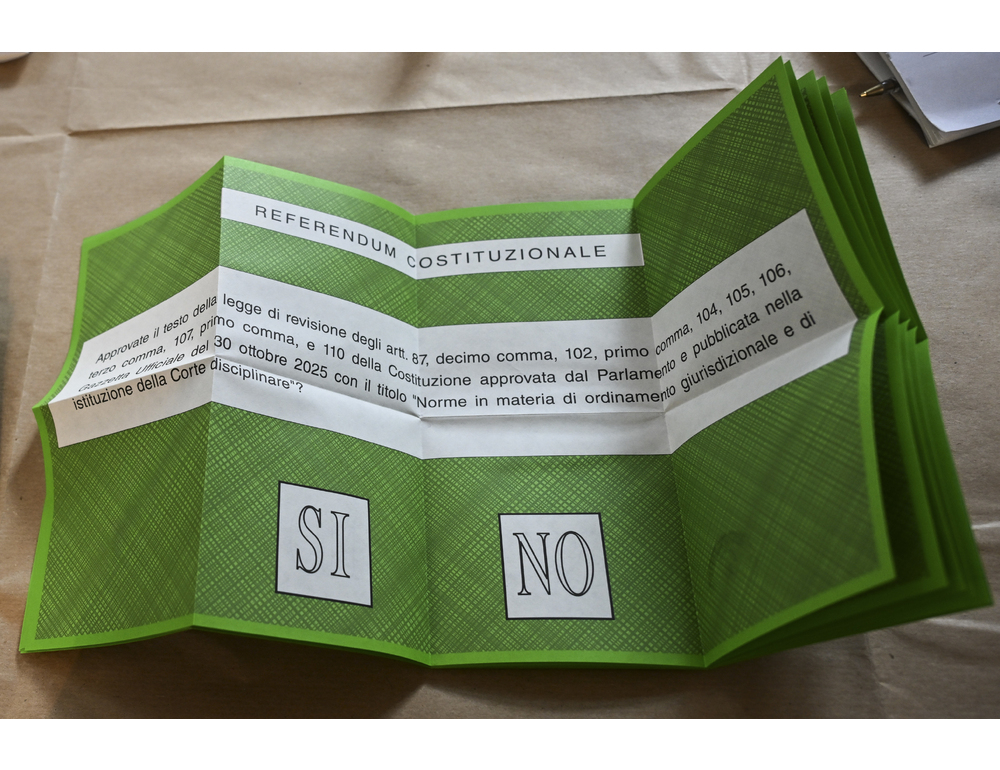 REFERENDUM COSTITUZIONALE
Approvate il testo della legge di revisione degli artt. 87, decimo comma, 102, primo comma, 104, 105, 106,
terzo comma, 107, primo comma, e 110 della Costituzione approvata dal Parlamento e pubblicata nella
Gazzetta Ufficiale del 30 ottobre 2025 con il titolo "Norme in materia di ordinamento giurisdizionale e di
istituzione della Corte disciplinare"?
SI
NO